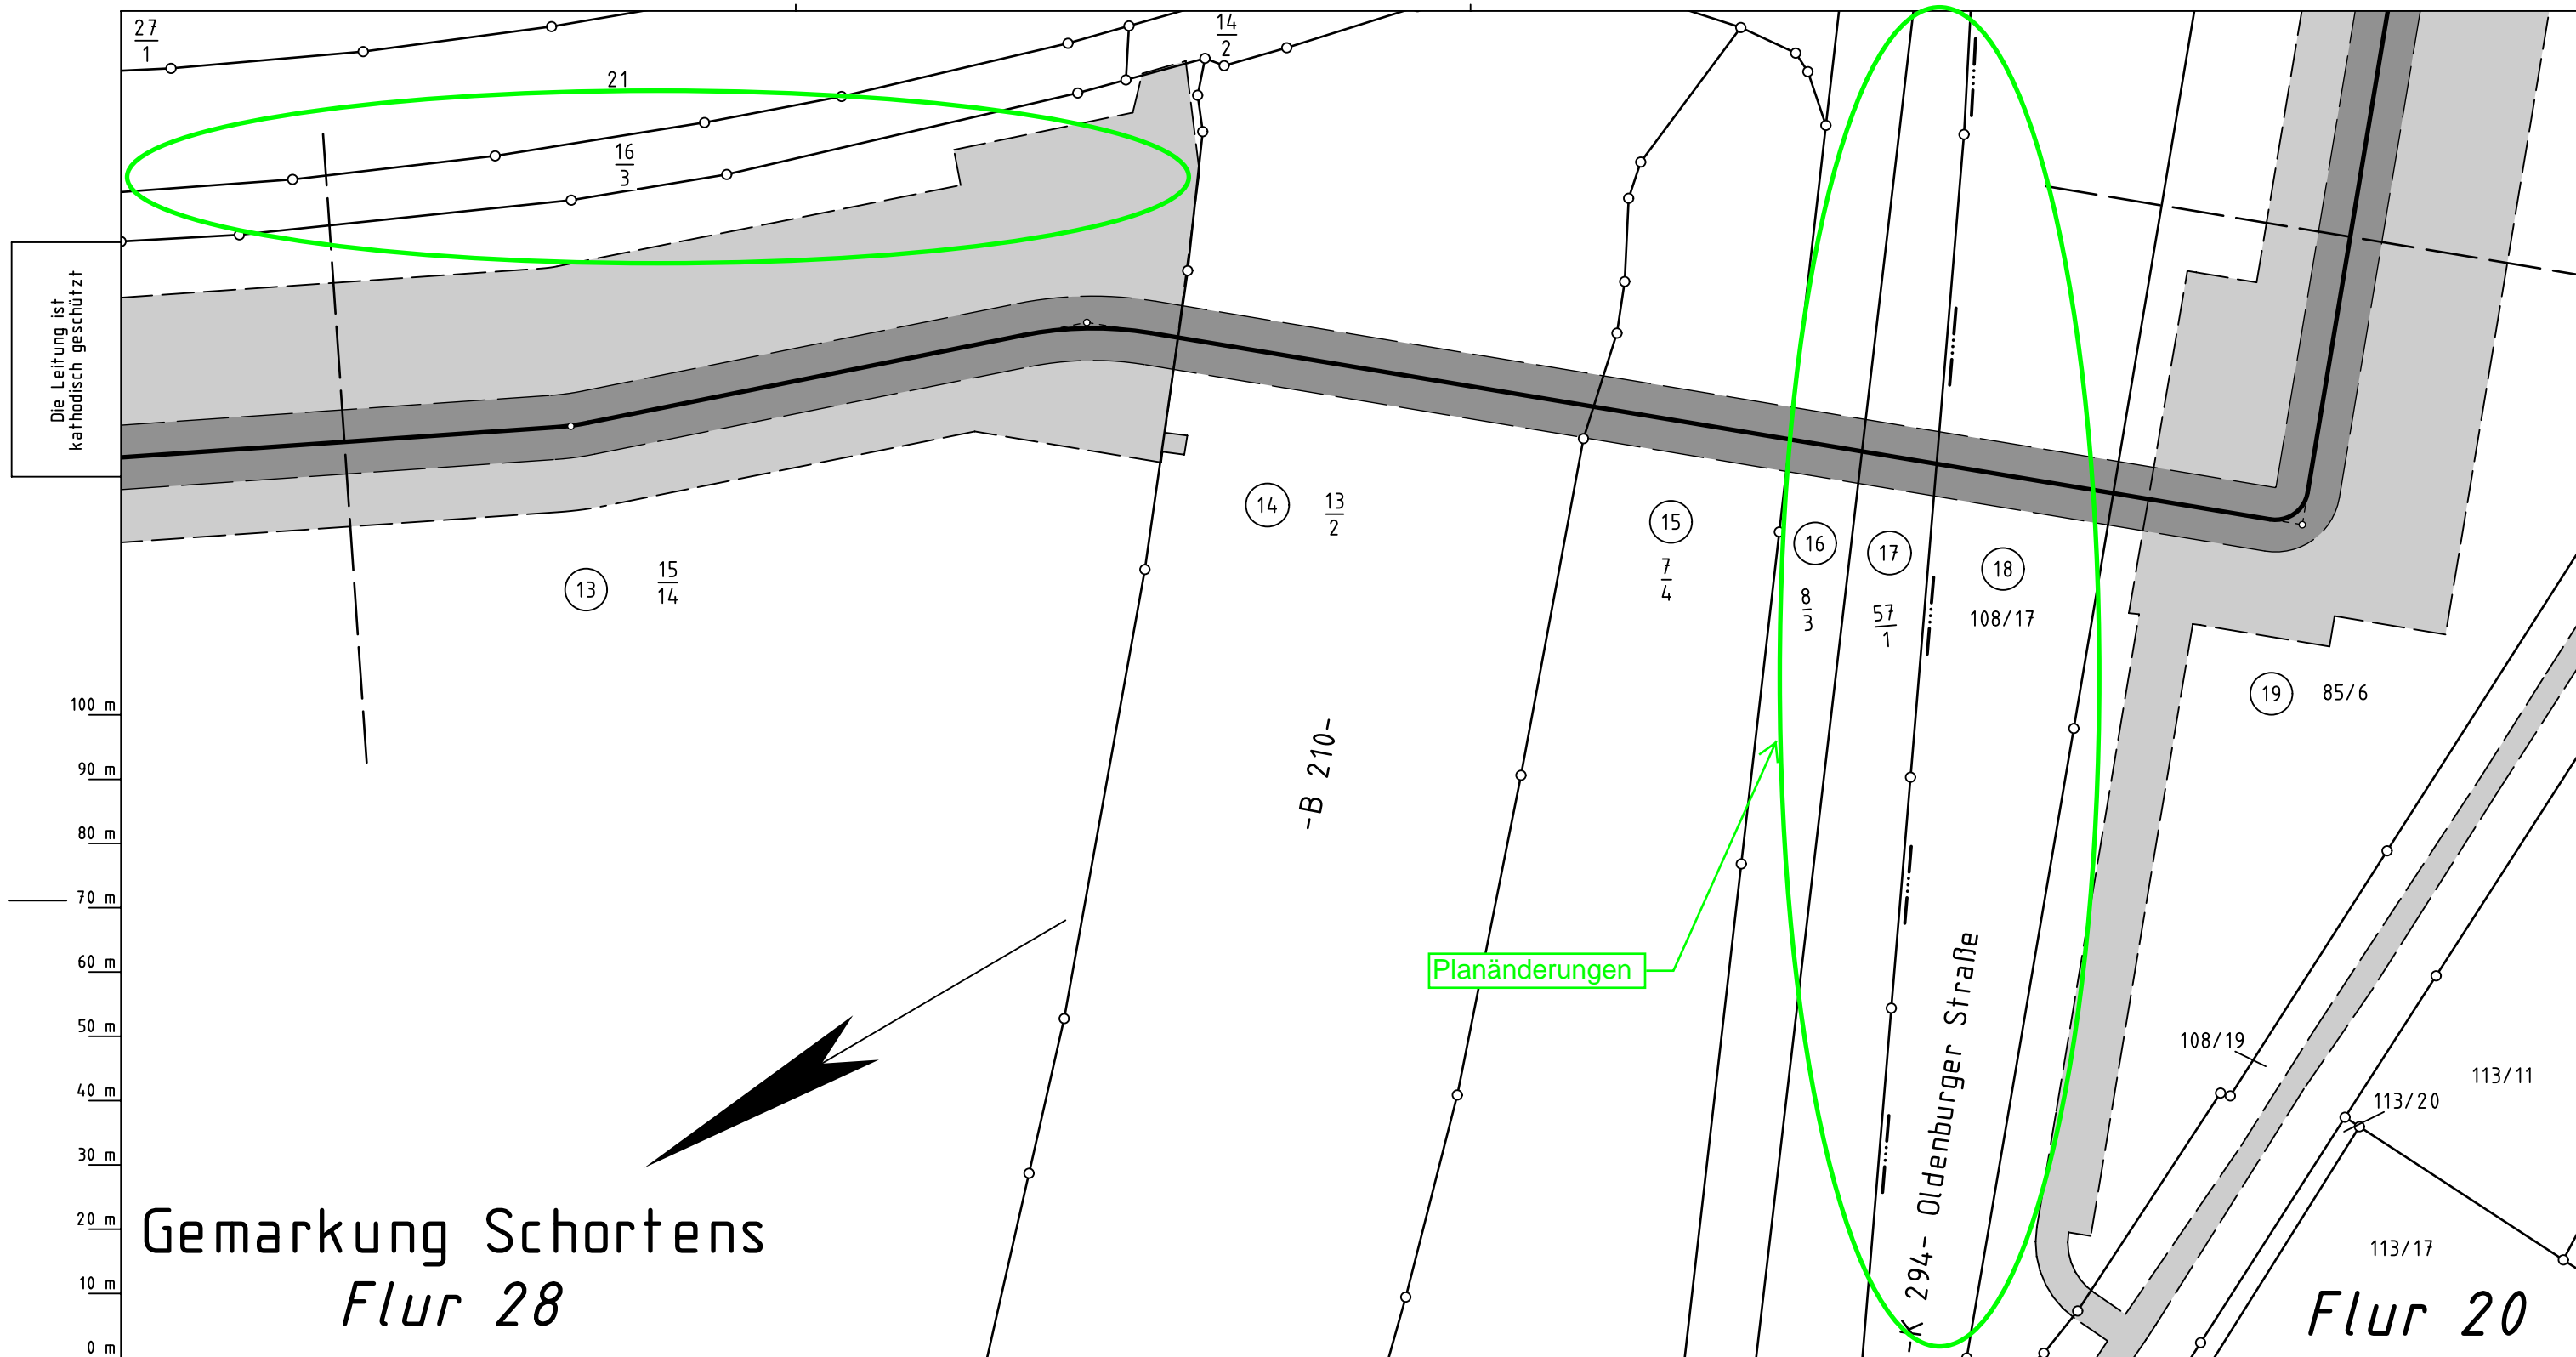 27
1
14
2
21
16
3
Die Leitung ist
kathodisch geschützt
14
13
2
15
7
4
16
8
3
17
57
1
18
108/17
13
15
14
19
85/6
100 m
90 m
80 m
70 m
60 m
50 m
40 m
30 m
20 m
10 m
0 m
-B 210-
Planänderungen
-K 294- Oldenburger Straße
108/19
113/11
113/20
113/17
Gemarkung Schortens
Flur 28
Flur 20